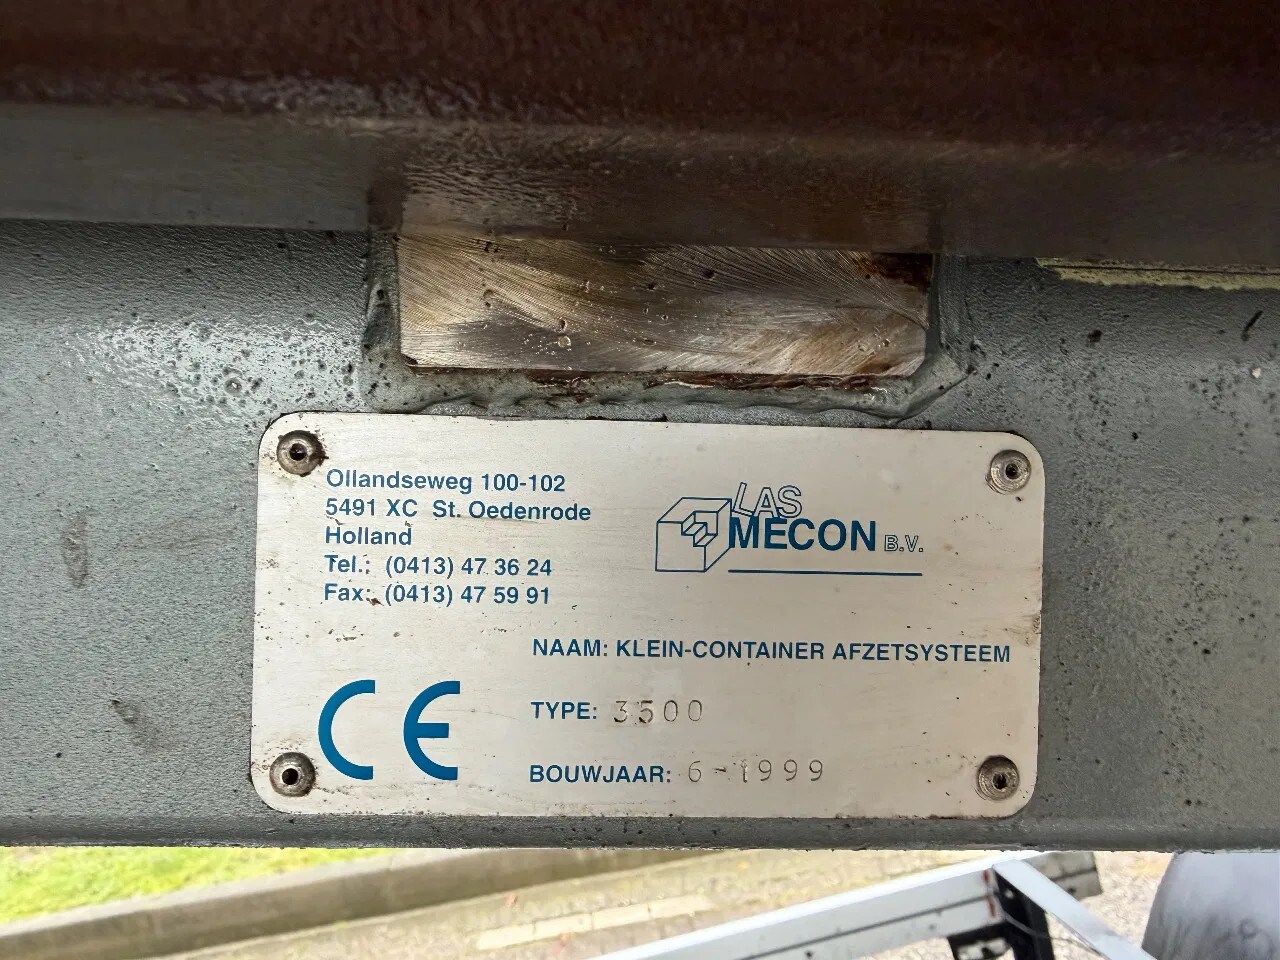 Ollandseweg 100-102
5491 XC St. Oedenrode
Holland
Tel.: (0413) 47 36 24
Fax: (0413) 47 59 91
LAS
MECON B.V.
NAAM: KLEIN-CONTAINER AFZETSYSTEEM
CE
TYPE: 3500
BOUWJAAR: 6-1999